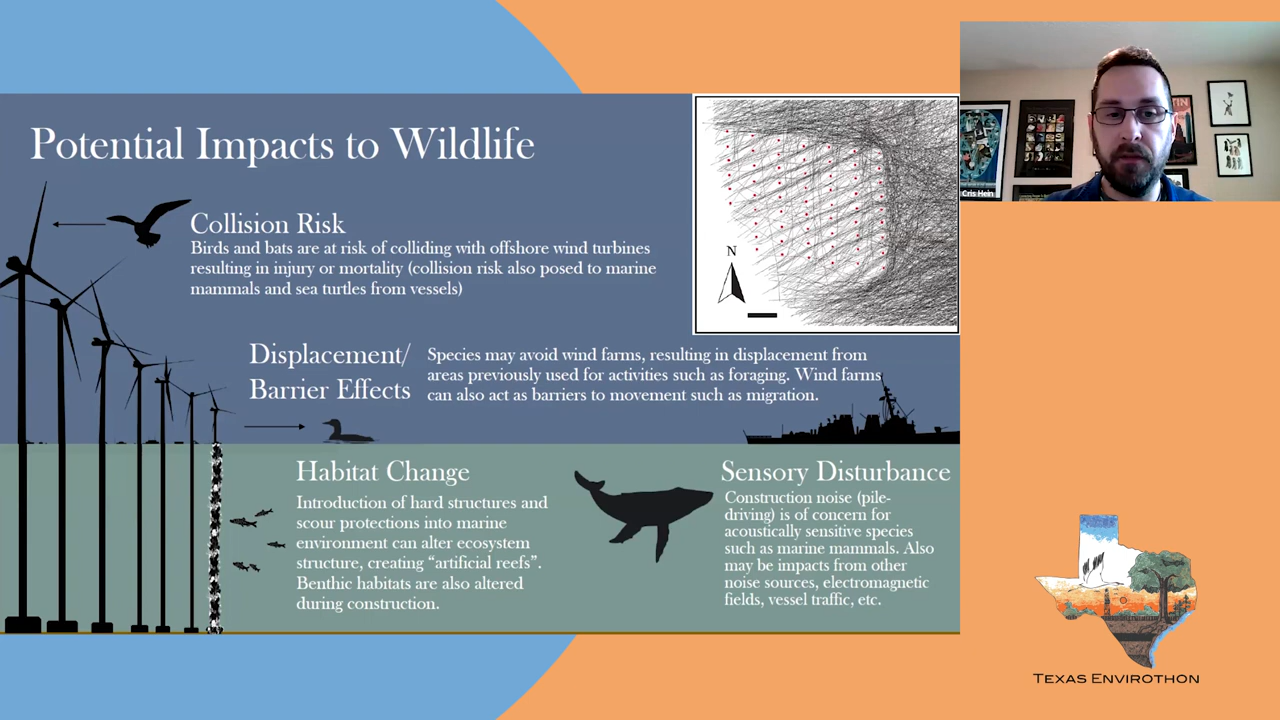 Potential Impacts to Wildlife
Collision Risk
Birds and bats are at risk of colliding with offshore wind turbines
resulting in injury or mortality (collision risk also posed to marine
mammals and sea turtles from vessels)
N
Displacement/
Barrier Effects
Species may avoid wind farms, resulting in displacement from
areas previously used for activities such as foraging. Wind farms
can also act as barriers to movement such as migration.
Habitat Change
Introduction of hard structures and
scour protections into marine
environment can alter ecosystem
structure, creating “artificial reefs”.
Benthic habitats are also altered
during construction.
Sensory Disturbance
Construction noise (pile-
driving) is of concern for
acoustically sensitive species
such as marine mammals. Also
may be impacts from other
noise sources, electromagnetic
fields, vessel traffic, etc.
Cris Hein
TEXAS ENVIROTHON